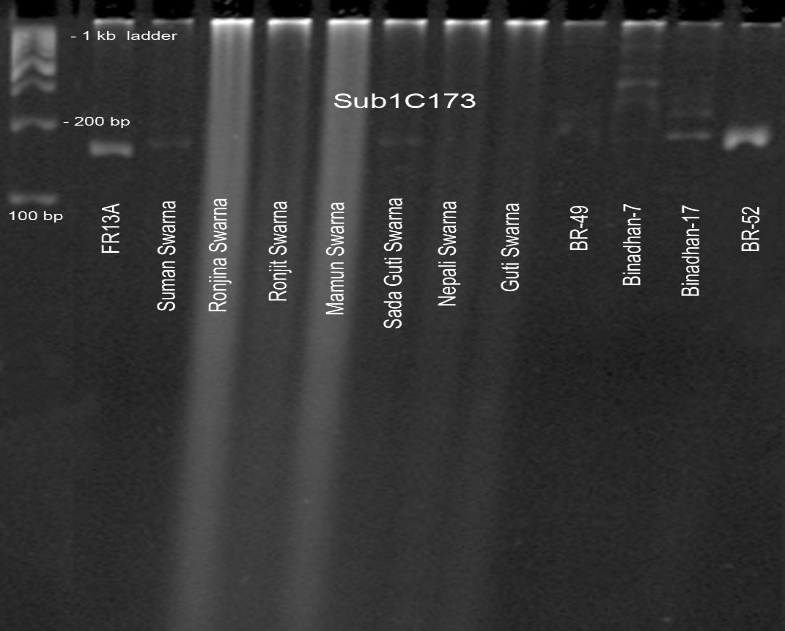 - 1 kb ladder
Sub1C173
- 200 bp
100 bp
FR13A
Suman Swarna
Ronjina Swarna
Ronjit Swarna
Mamun Swarna
Sada Guti Swarna
Nepali Swarna
Guti Swarna
BR-49
Binadhan-7
Binadhan-17
BR-52